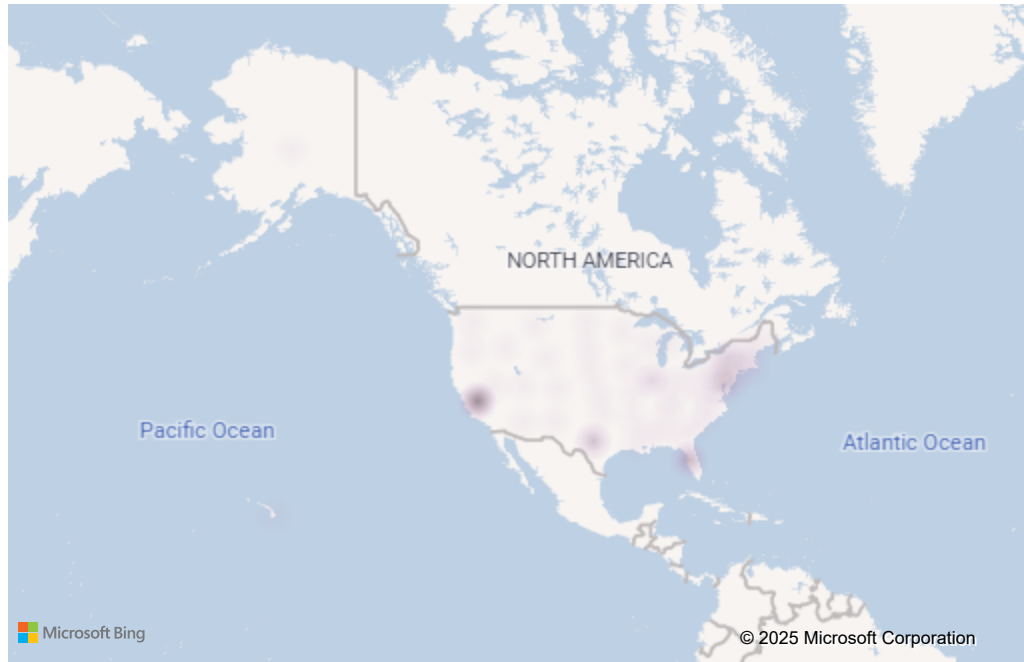 NORTH AMERICA
Pacific Ocean
Atlantic Ocean
Microsoft Bing
© 2025 Microsoft Corporation